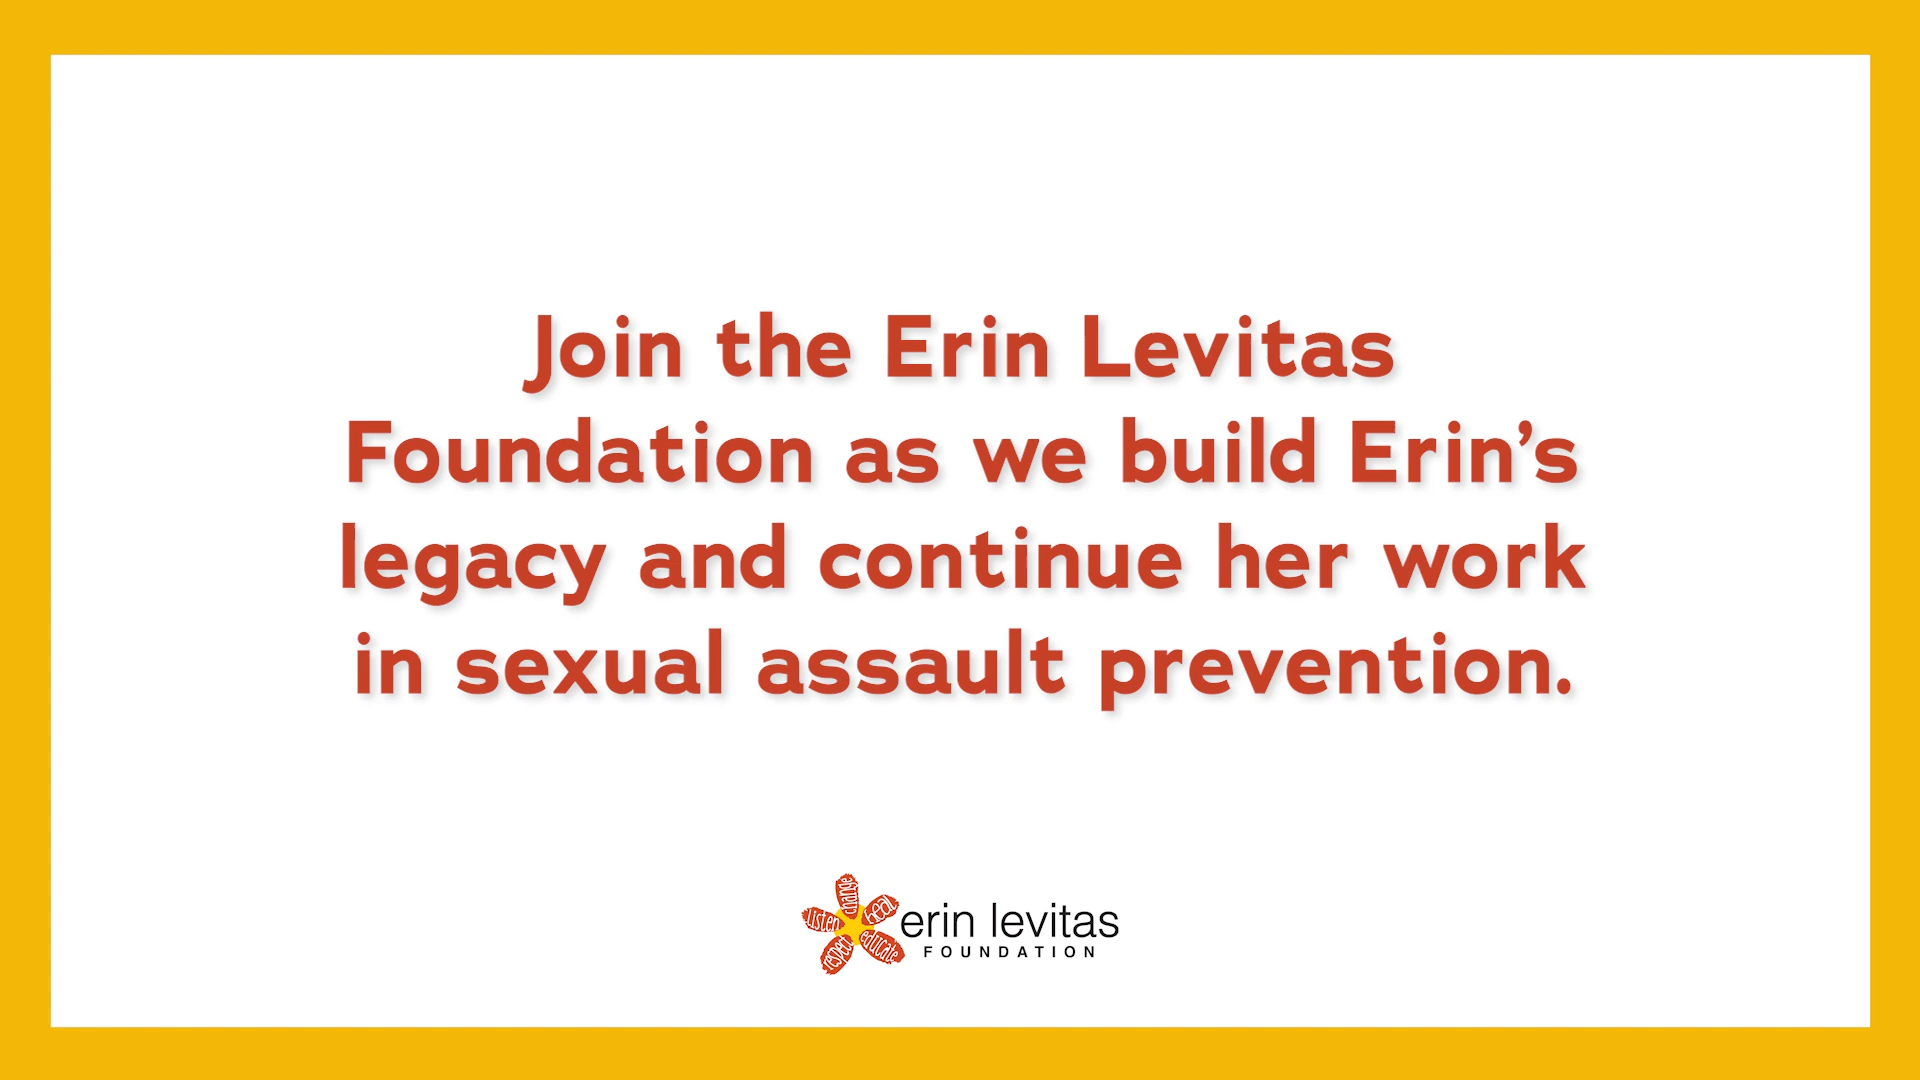 Join the Erin Levitas
Foundation as we build Erin’s
legacy and continue her work
in sexual assault prevention.
change
listen
heal
respect
educate
erin levitas
FOUNDATION